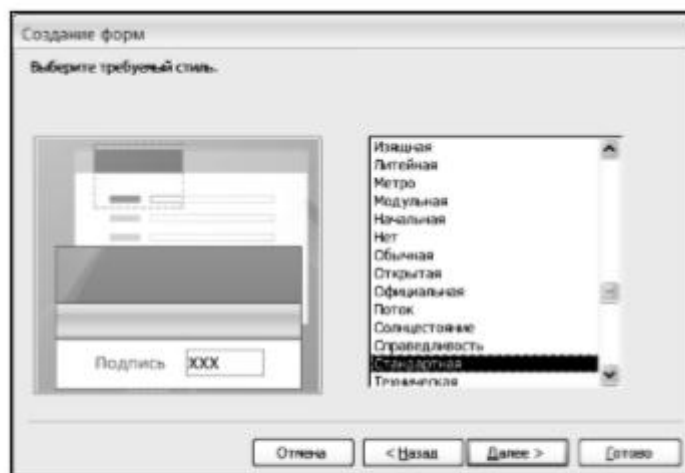 Создание форм
Выберите требуемый стиль.
Изящная
Литейная
Метро
Модульная
Начальная
Нет
Обычная
Открытая
Официальная
Поток
Солнцестояние
Справедливость
Стандартная
Техническая
Подпись XXX
Отмена
< Назад
Далее >
Готово